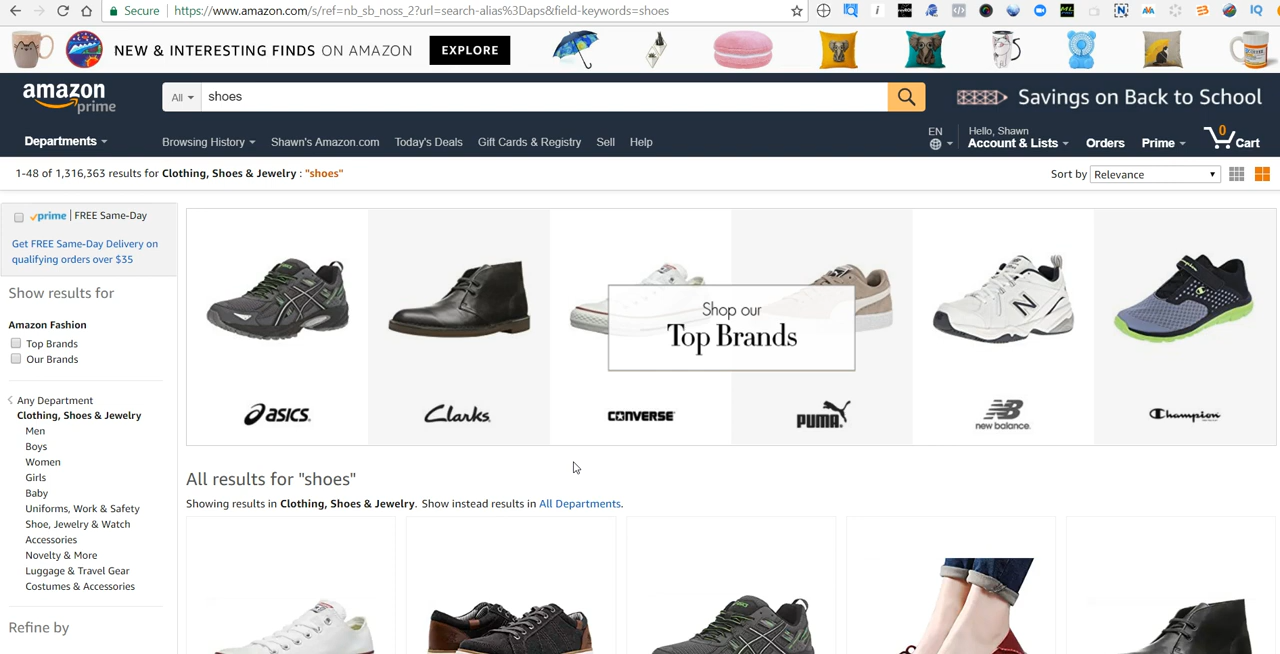 Secure
https://www.amazon.com/s/ref=nb_sb_noss_2?url=search-alias%3Daps&field-keywords=shoes
NEW & INTERESTING FINDS ON AMAZON
EXPLORE
amazon prime
All
shoes
Savings on Back to School
Departments
Browsing History
Shawn's Amazon.com
Today's Deals
Gift Cards & Registry
Sell
Help
EN
Hello, Shawn
Account & Lists
Orders
Prime
0
Cart
1-48 of 1,316,363 results for Clothing, Shoes & Jewelry : "shoes"
Sort by
Relevance
prime | FREE Same-Day
Get FREE Same-Day Delivery on
qualifying orders over $35
Show results for
Amazon Fashion
Top Brands
Our Brands
Any Department
Clothing, Shoes & Jewelry
Men
Boys
Women
Girls
Baby
Uniforms, Work & Safety
Shoe, Jewelry & Watch
Accessories
Novelty & More
Luggage & Travel Gear
Costumes & Accessories
Refine by
Shop our
Top Brands
asics
Clarks
CONVERSE
PUMA
new balance
Champion
All results for "shoes"
Showing results in Clothing, Shoes & Jewelry. Show instead results in All Departments.